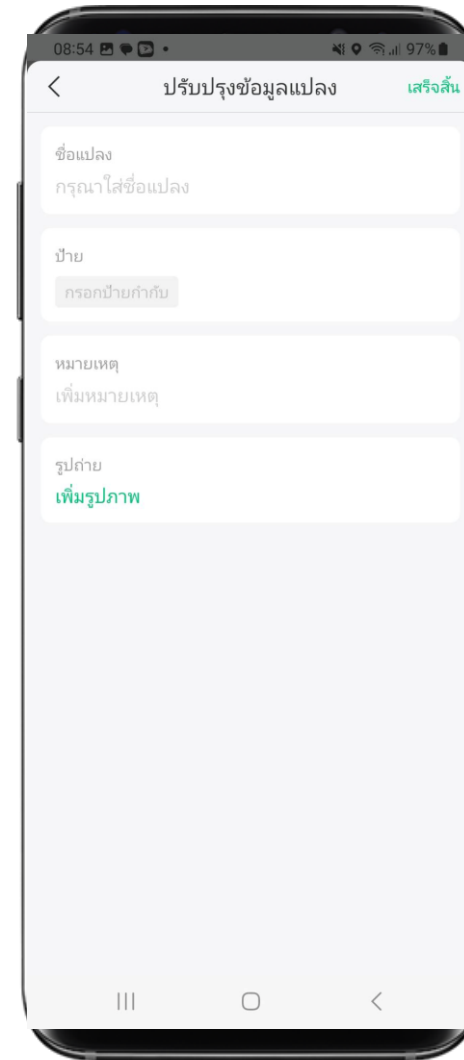 08:54 97%
ปรับปรุงข้อมูลแปลง เสร็จสิ้น
ชื่อแปลง
กรุณาใส่ชื่อแปลง
ป้าย
กรอกป้ายกำกับ
หมายเหตุ
เพิ่มหมายเหตุ
รูปถ่าย
เพิ่มรูปภาพ